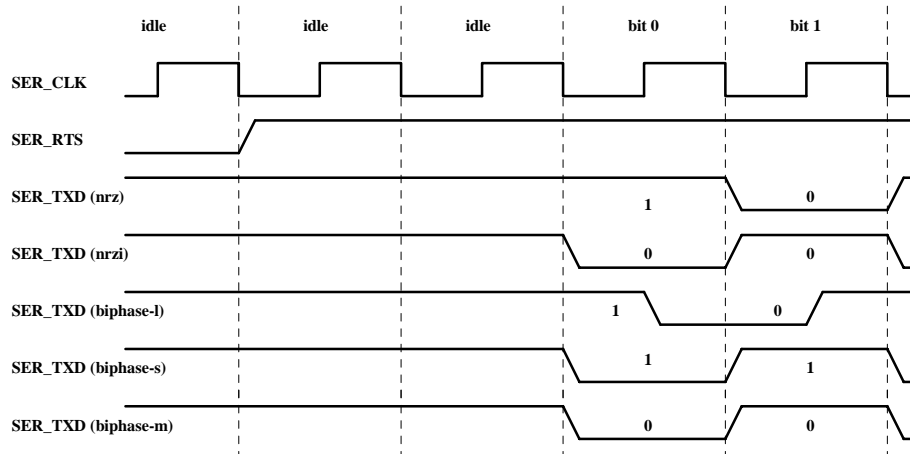 idle idle idle bit 0 bit 1
SER_CLK
SER_RTS
SER_TXD (nrz) 1 0
SER_TXD (nrzi) 0 0
SER_TXD (biphase-l) 1 0
SER_TXD (biphase-s) 1 1
SER_TXD (biphase-m) 0 0